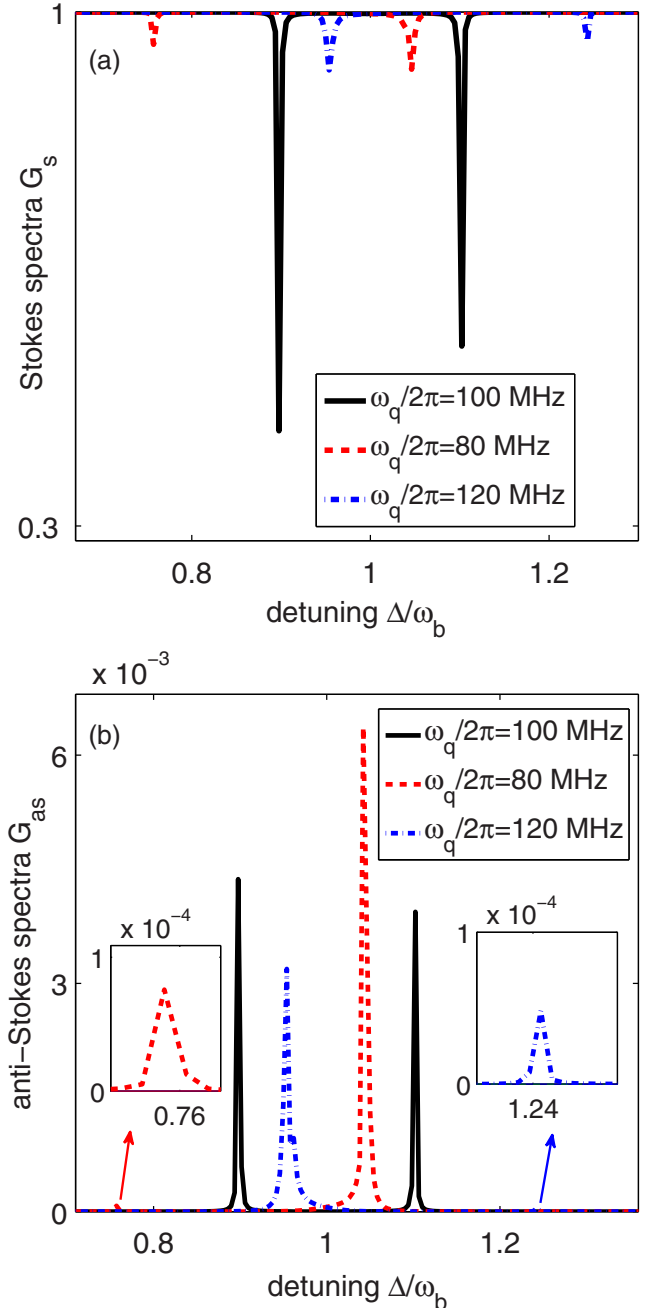 1
(a)
Stokes spectra G_s
ω_q/2π=100 MHz
ω_q/2π=80 MHz
ω_q/2π=120 MHz
0.3
0.8 1 1.2
detuning Δ/ω_b
x 10^−3
(b)
ω_q/2π=100 MHz
ω_q/2π=80 MHz
ω_q/2π=120 MHz
6
anti−Stokes spectra G_as
x 10^−4
1
0
0.76
x 10^−4
1
0
1.24
3
0
0.8 1 1.2
detuning Δ/ω_b